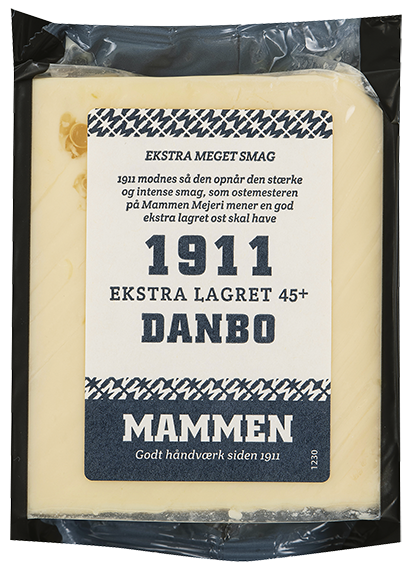 EKSTRA MEGET SMAG
1911 modnes så den opnår den stærke
og intense smag, som ostemesteren
på Mammen Mejeri mener en god
ekstra lagret ost skal have
1911
EKSTRA LAGRET 45+
DANBO
MAMMEN
Godt håndværk siden 1911
1230